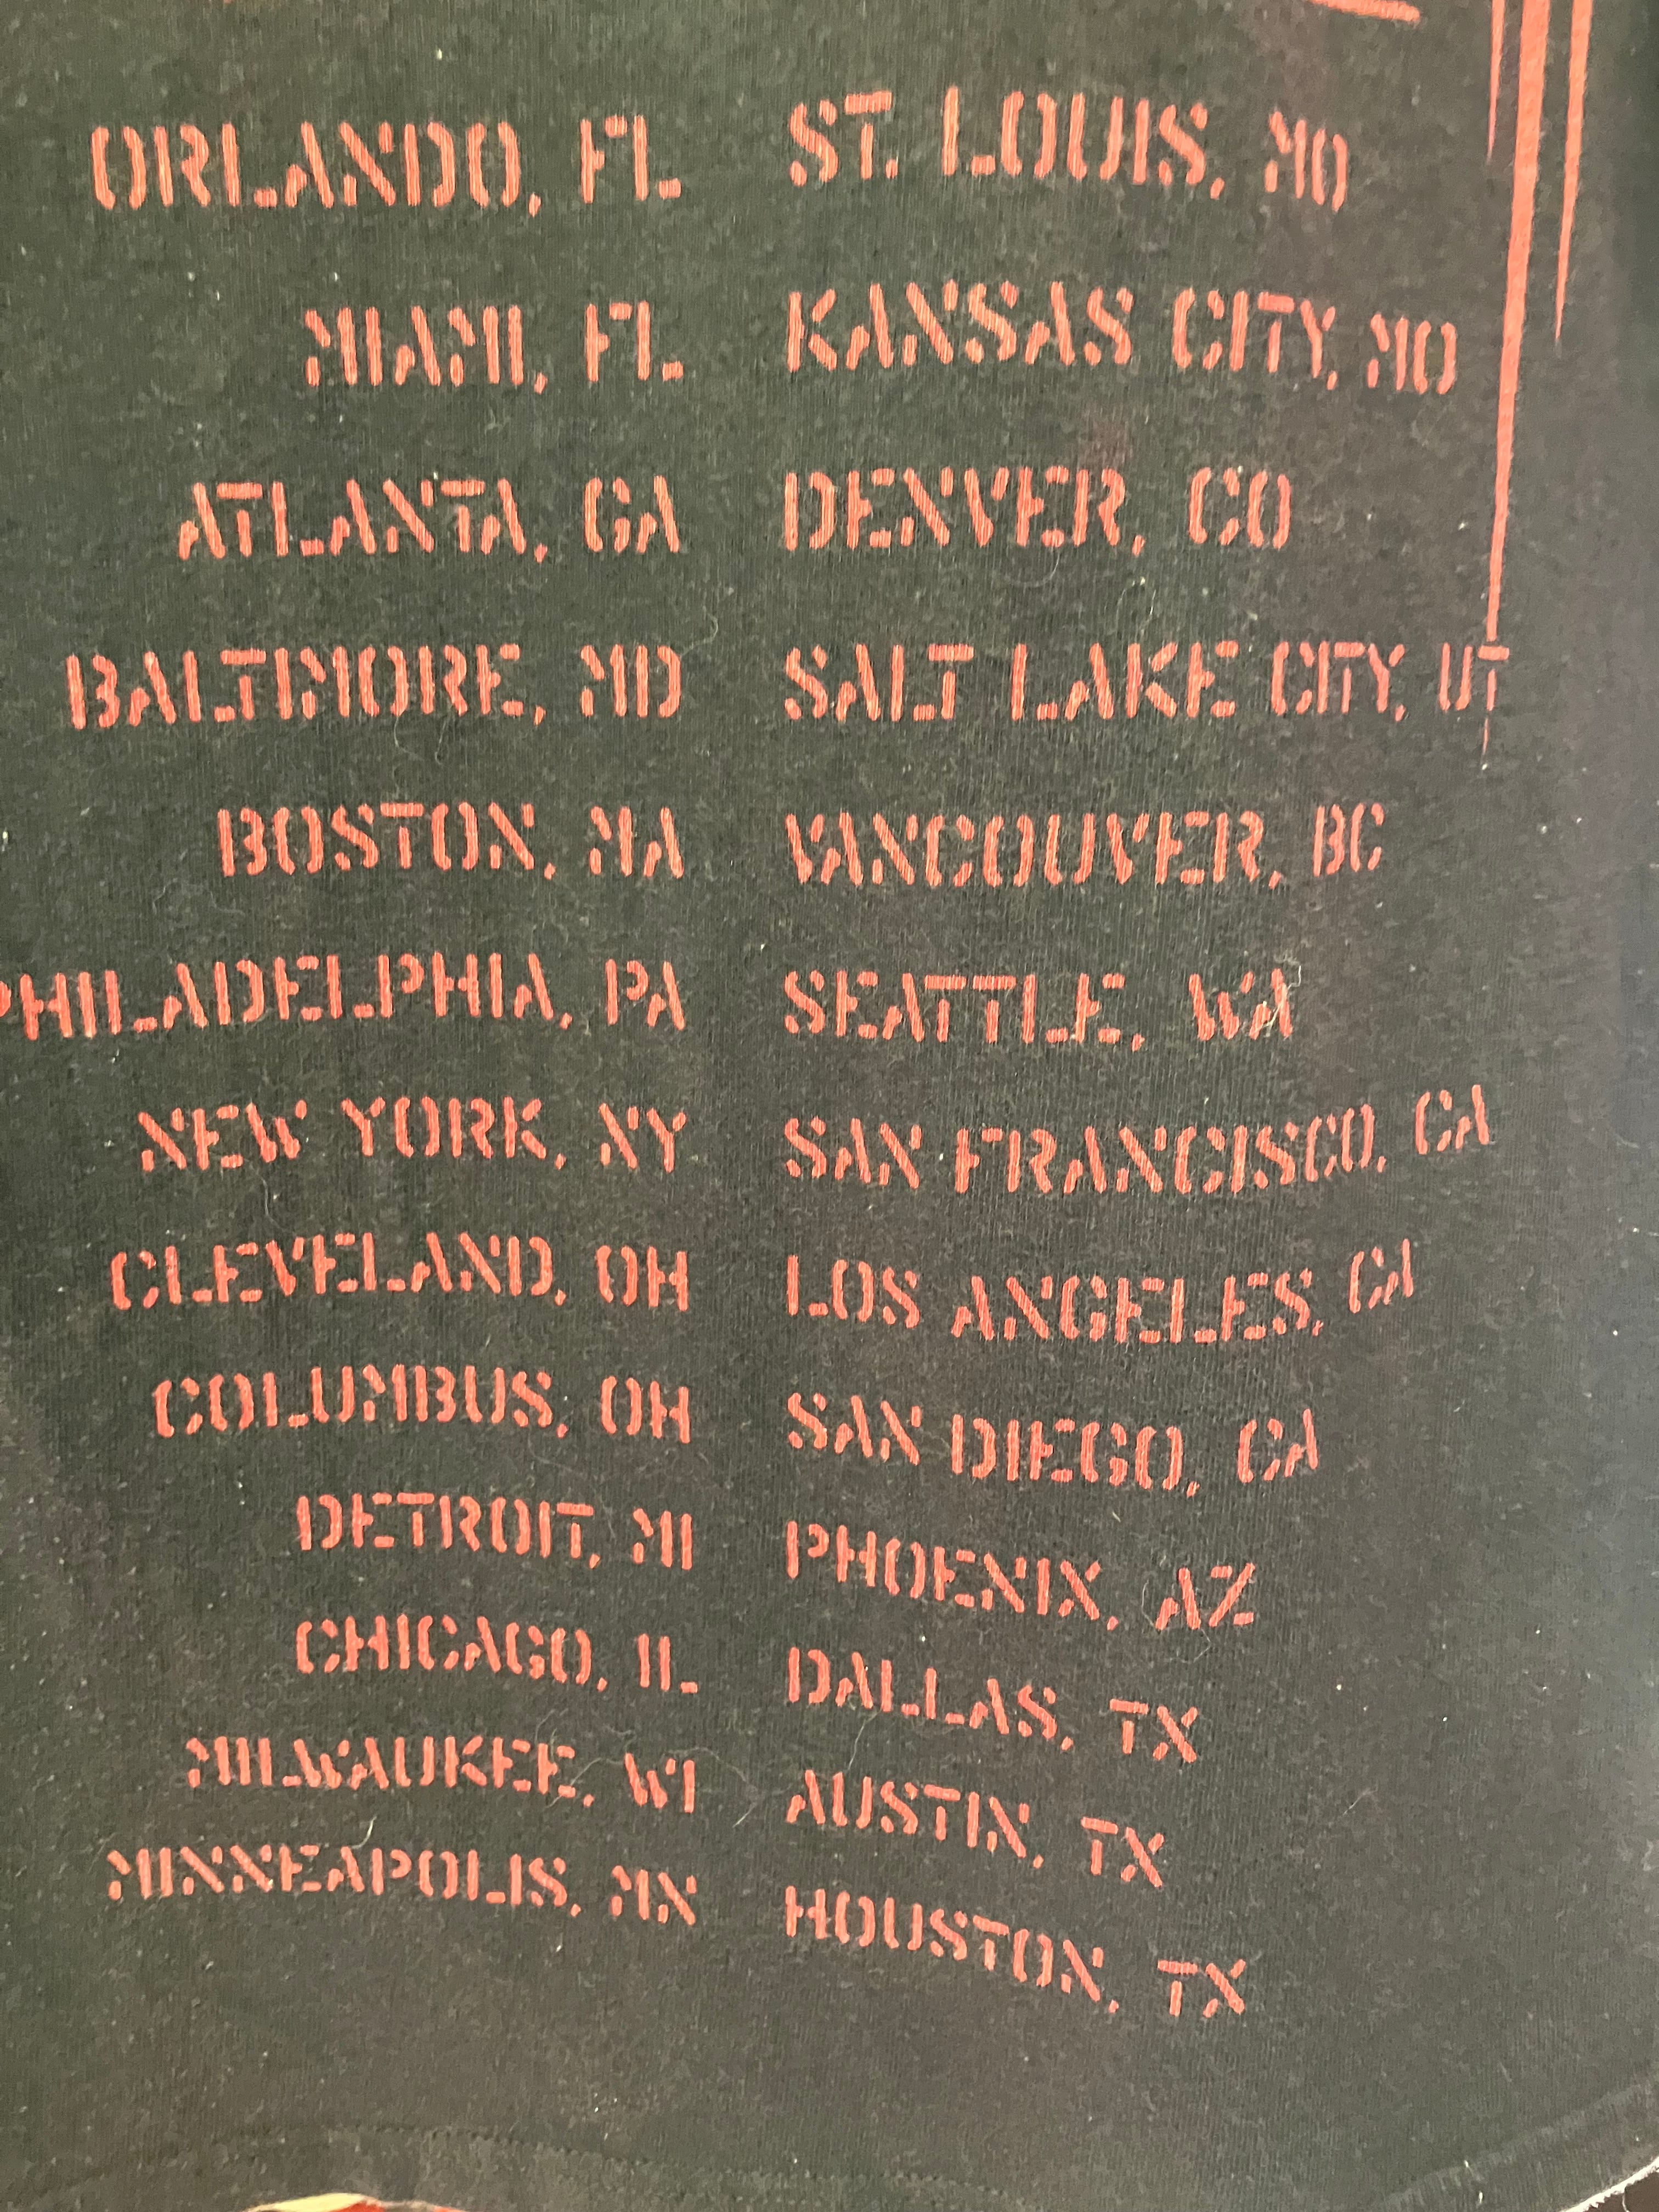 ORLANDO, FL
MIAMI, FL
ATLANTA, GA
BALTIMORE, MD
BOSTON, MA
PHILADELPHIA, PA
NEW YORK, NY
CLEVELAND, OH
COLUMBUS, OH
DETROIT, MI
CHICAGO, IL
MILWAUKEE, WI
MINNEAPOLIS, MN
ST. LOUIS, MO
KANSAS CITY, MO
DENVER, CO
SALT LAKE CITY, UT
VANCOUVER, BC
SEATTLE, WA
SAN FRANCISCO, CA
LOS ANGELES, CA
SAN DIEGO, CA
PHOENIX, AZ
DALLAS, TX
AUSTIN, TX
HOUSTON, TX